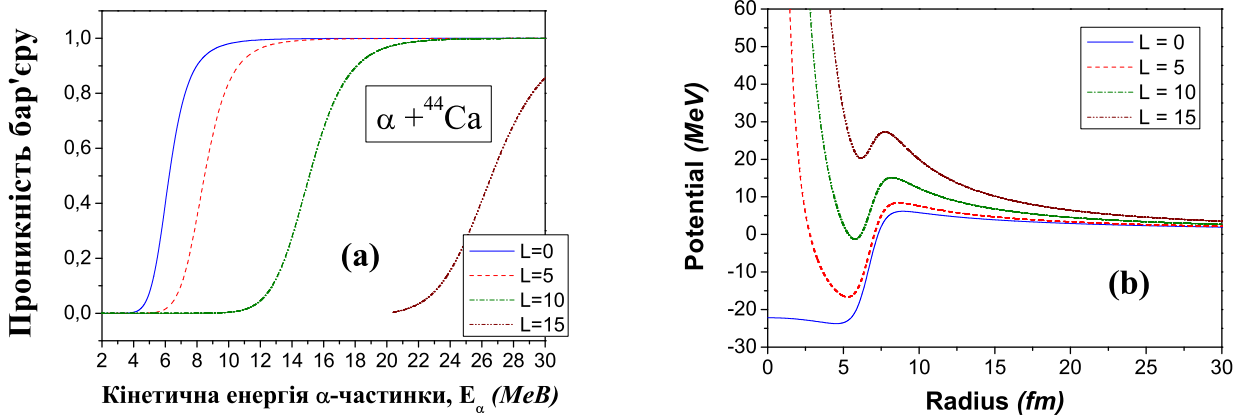 Проникність бар'єру
1,0
0,8
0,6
0,4
0,2
0,0
α + ⁴⁴Ca
(a)
L=0
L=5
L=10
L=15
2 4 6 8 10 12 14 16 18 20 22 24 26 28 30
Кінетична енергія α-частинки, E_α (МеВ)
Potential (MeV)
60
50
40
30
20
10
0
-10
-20
-30
L = 0
L = 5
L = 10
L = 15
(b)
0 5 10 15 20 25 30
Radius (fm)